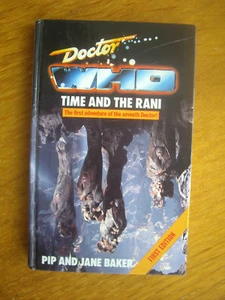 Doctor
WHO
TIME AND THE RANI
The first adventure of the seventh Doctor!
PIP AND JANE BAKER
FIRST EDITION